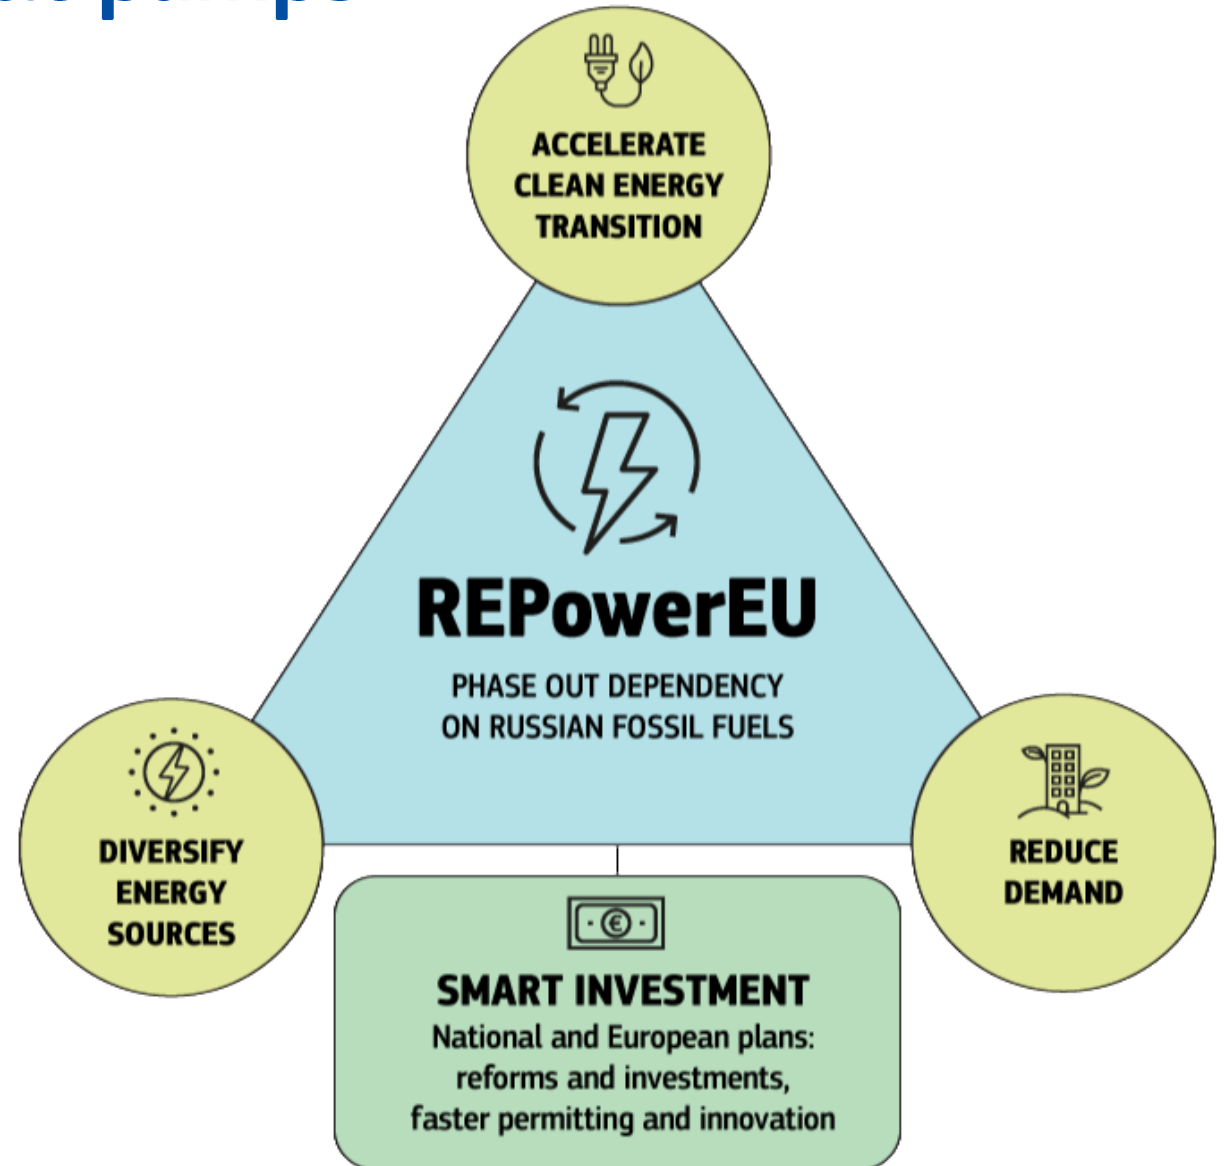 pumps
ACCELERATE
CLEAN ENERGY
TRANSITION
REPowerEU
PHASE OUT DEPENDENCY
ON RUSSIAN FOSSIL FUELS
DIVERSIFY
ENERGY
SOURCES
REDUCE
DEMAND
€
SMART INVESTMENT
National and European plans:
reforms and investments,
faster permitting and innovation